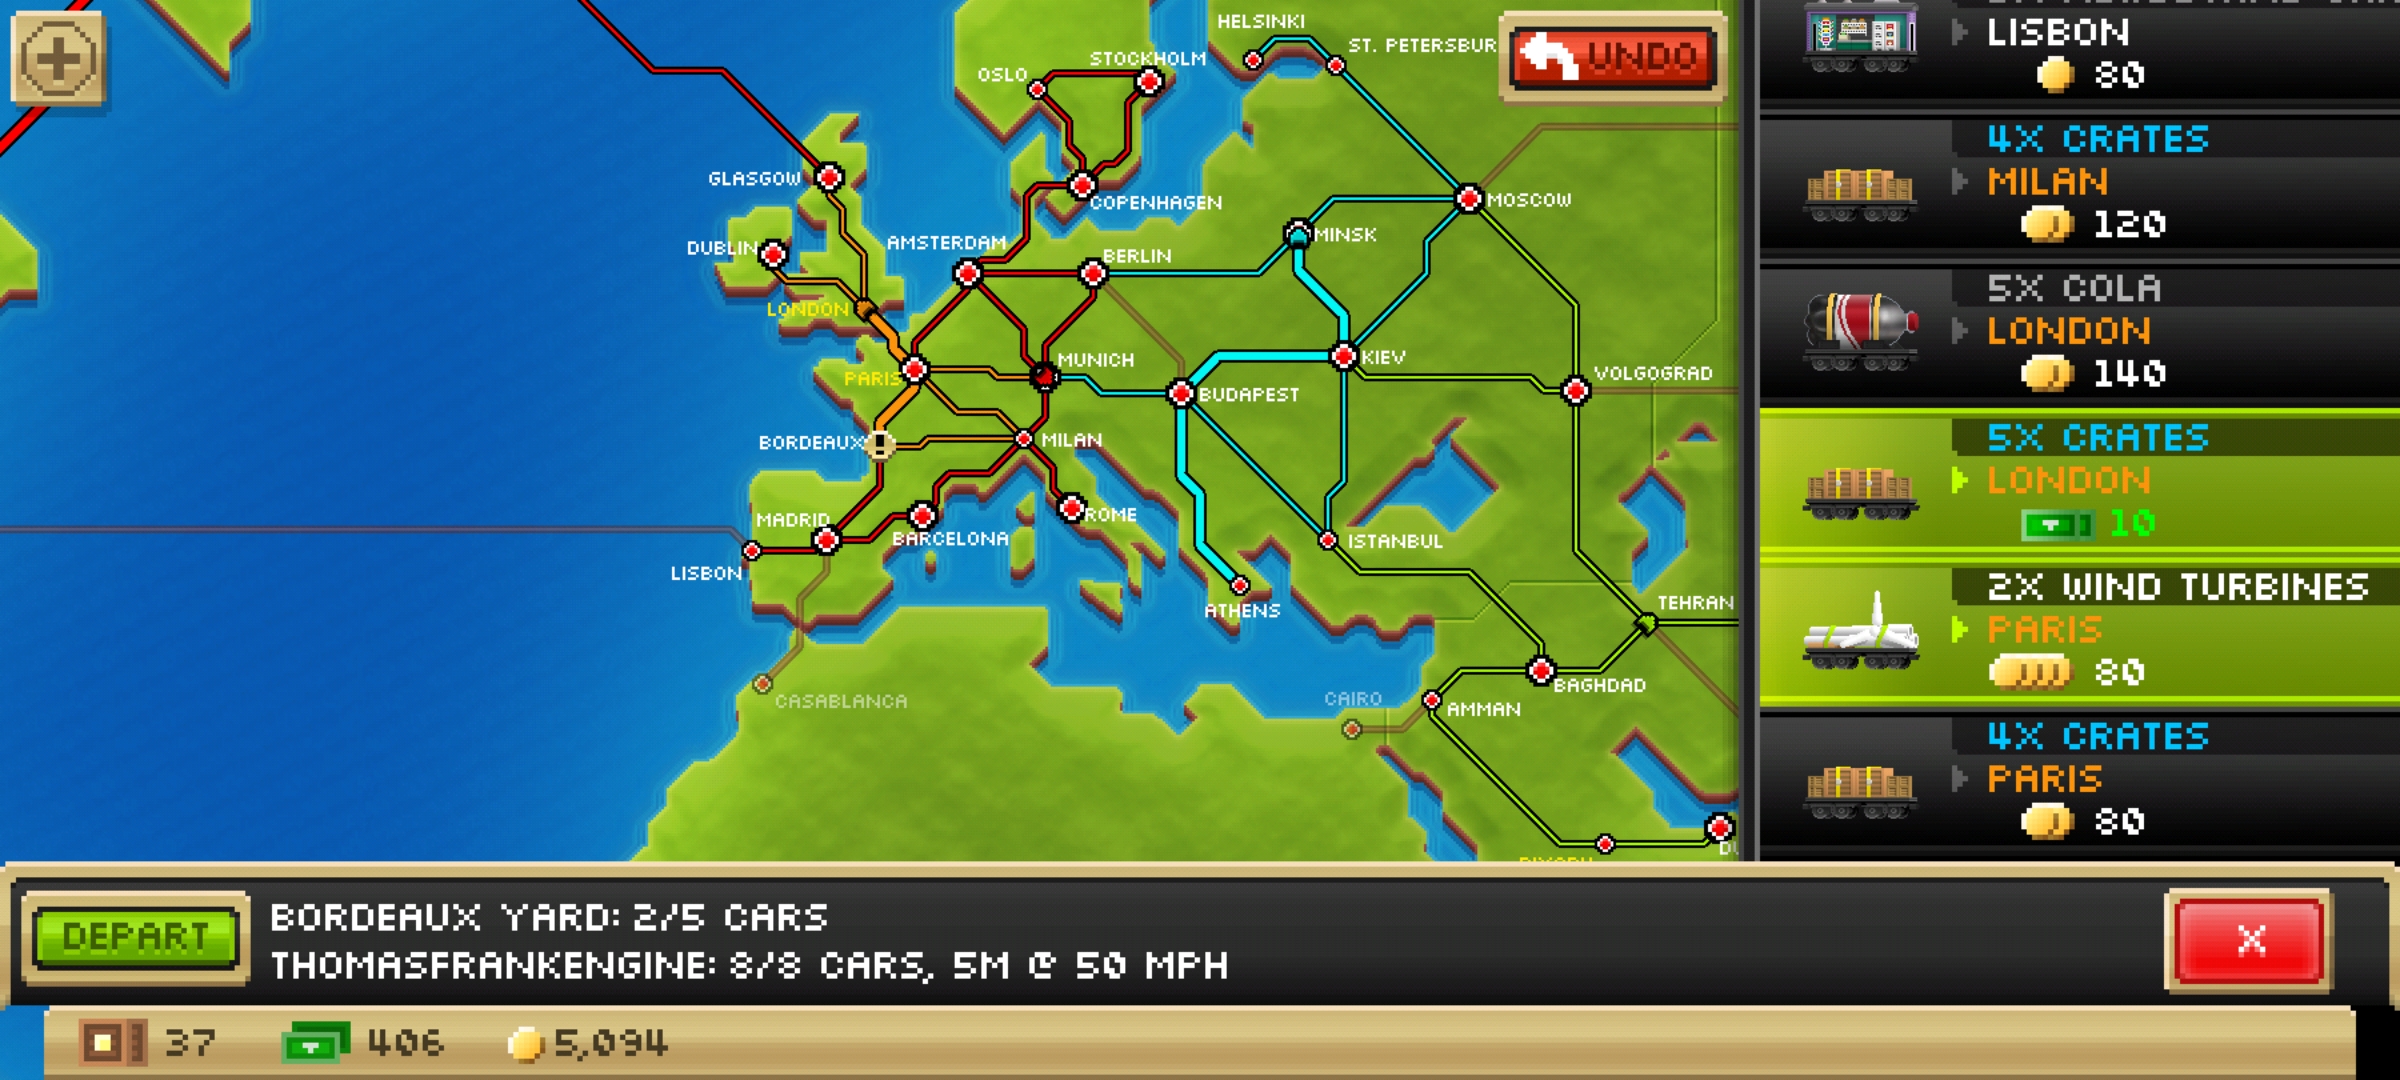 HELSINKI
ST. PETERSBUR
UNDO
STOCKHOLM
OSLO
GLASGOW
COPENHAGEN
MOSCOW
DUBLIN
AMSTERDAM
MINSK
BERLIN
LONDON
PARIS
MUNICH
KIEV
VOLGOGRAD
BUDAPEST
BORDEAUX
MILAN
MADRID
BARCELONA
ROME
ISTANBUL
LISBON
ATHENS
TEHRAN
CASABLANCA
CAIRO
BAGHDAD
AMMAN
LISBON
80
4X CRATES
MILAN
120
5X COLA
LONDON
140
5X CRATES
LONDON
10
2X WIND TURBINES
PARIS
80
4X CRATES
PARIS
80
DEPART
BORDEAUX YARD: 2/5 CARS
THOMASFRANKENGINE: 8/8 CARS, 5M @ 50 MPH
X
37
406
5,094